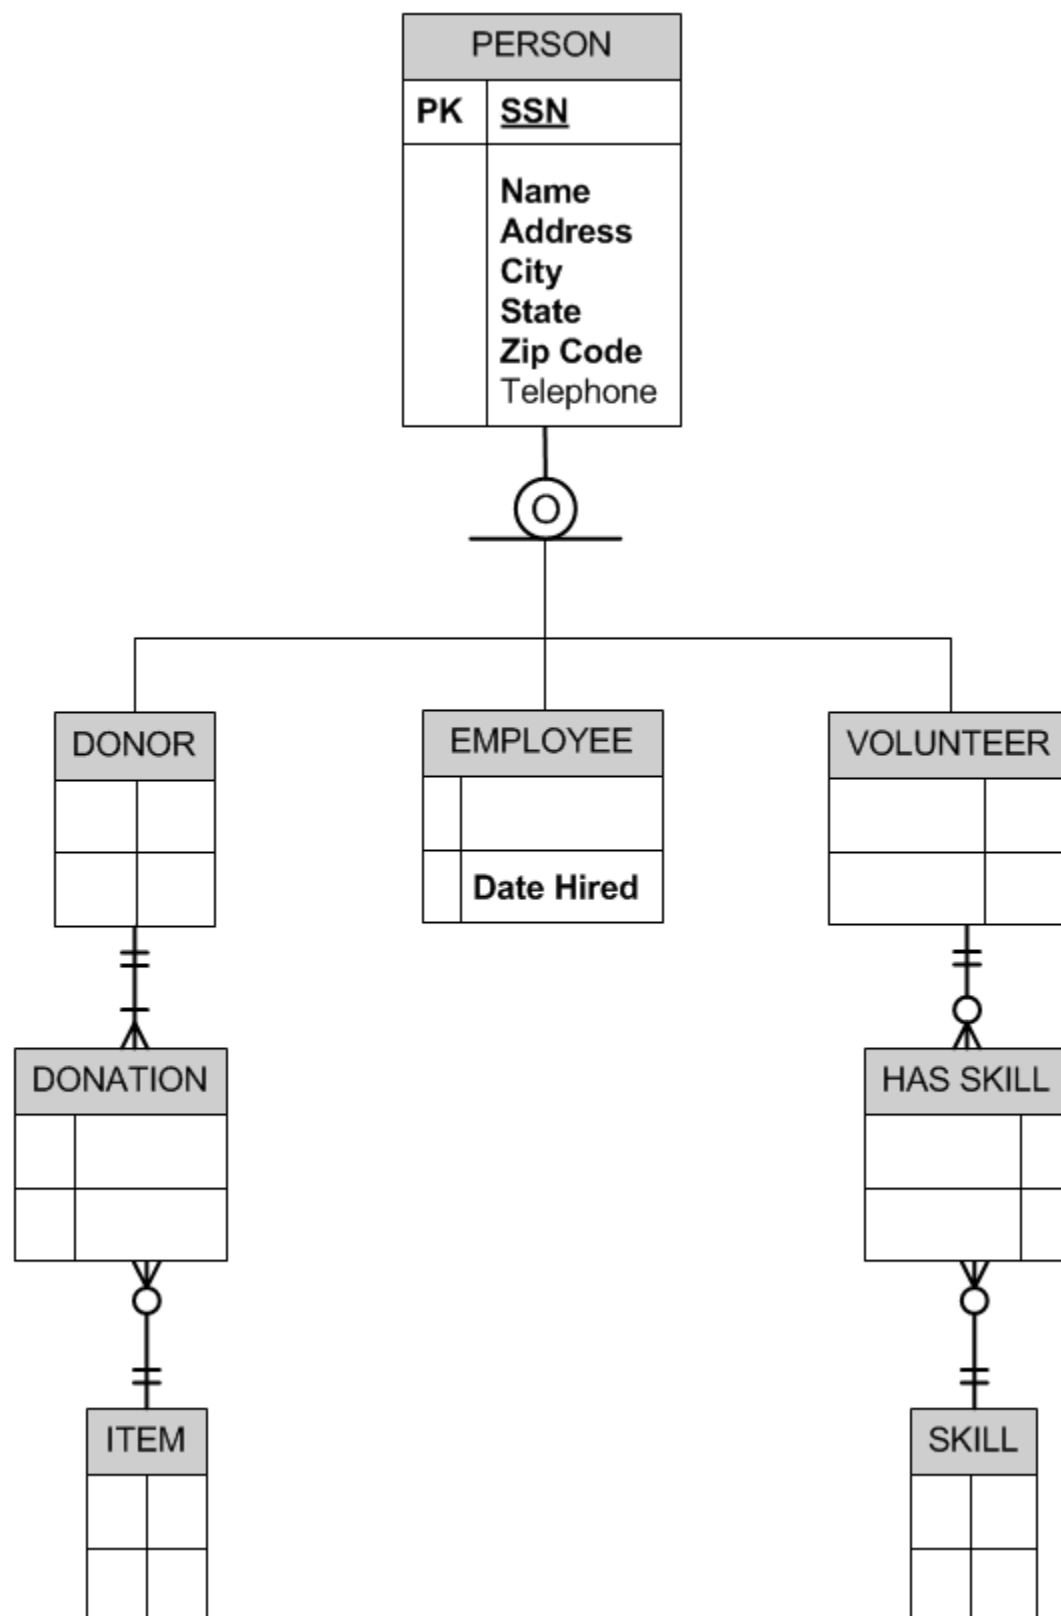 PERSON
PK SSN
Name
Address
City
State
Zip Code
Telephone
O
DONOR
EMPLOYEE
VOLUNTEER
Date Hired
DONATION
HAS SKILL
ITEM
SKILL